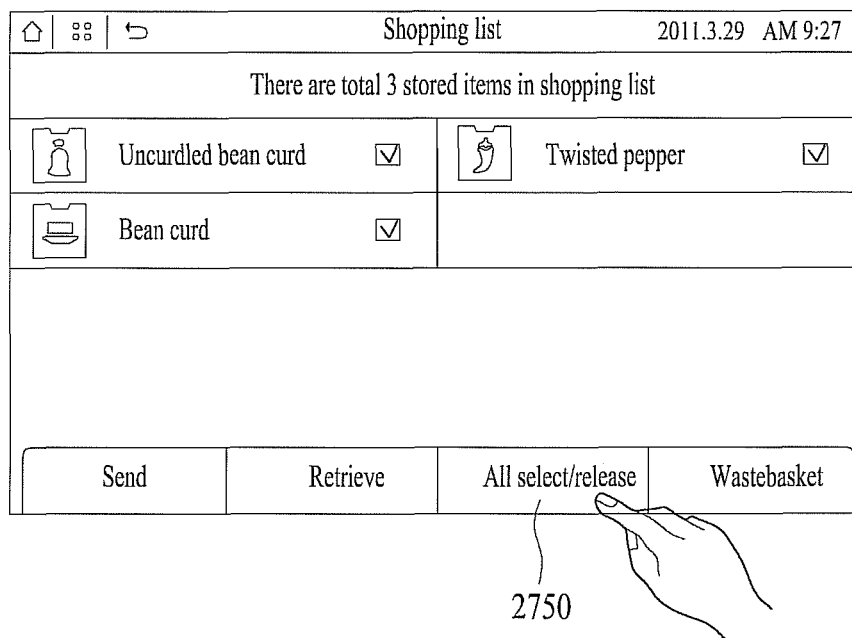 Shopping list 2011.3.29 AM 9:27
There are total 3 stored items in shopping list
Uncurdled bean curd Twisted pepper
Bean curd
Send Retrieve All select/release Wastebasket
2750